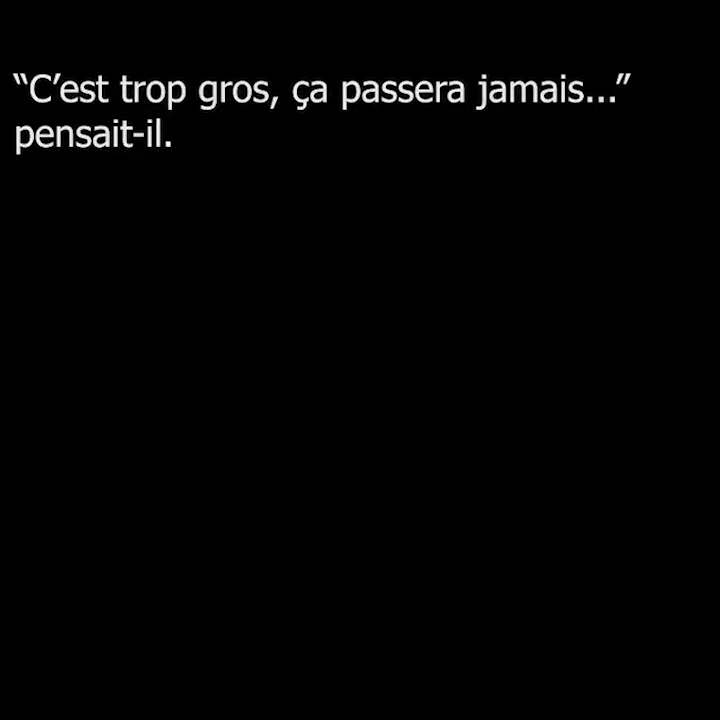 “C’est trop gros, ça passera jamais...”
pensait-il.